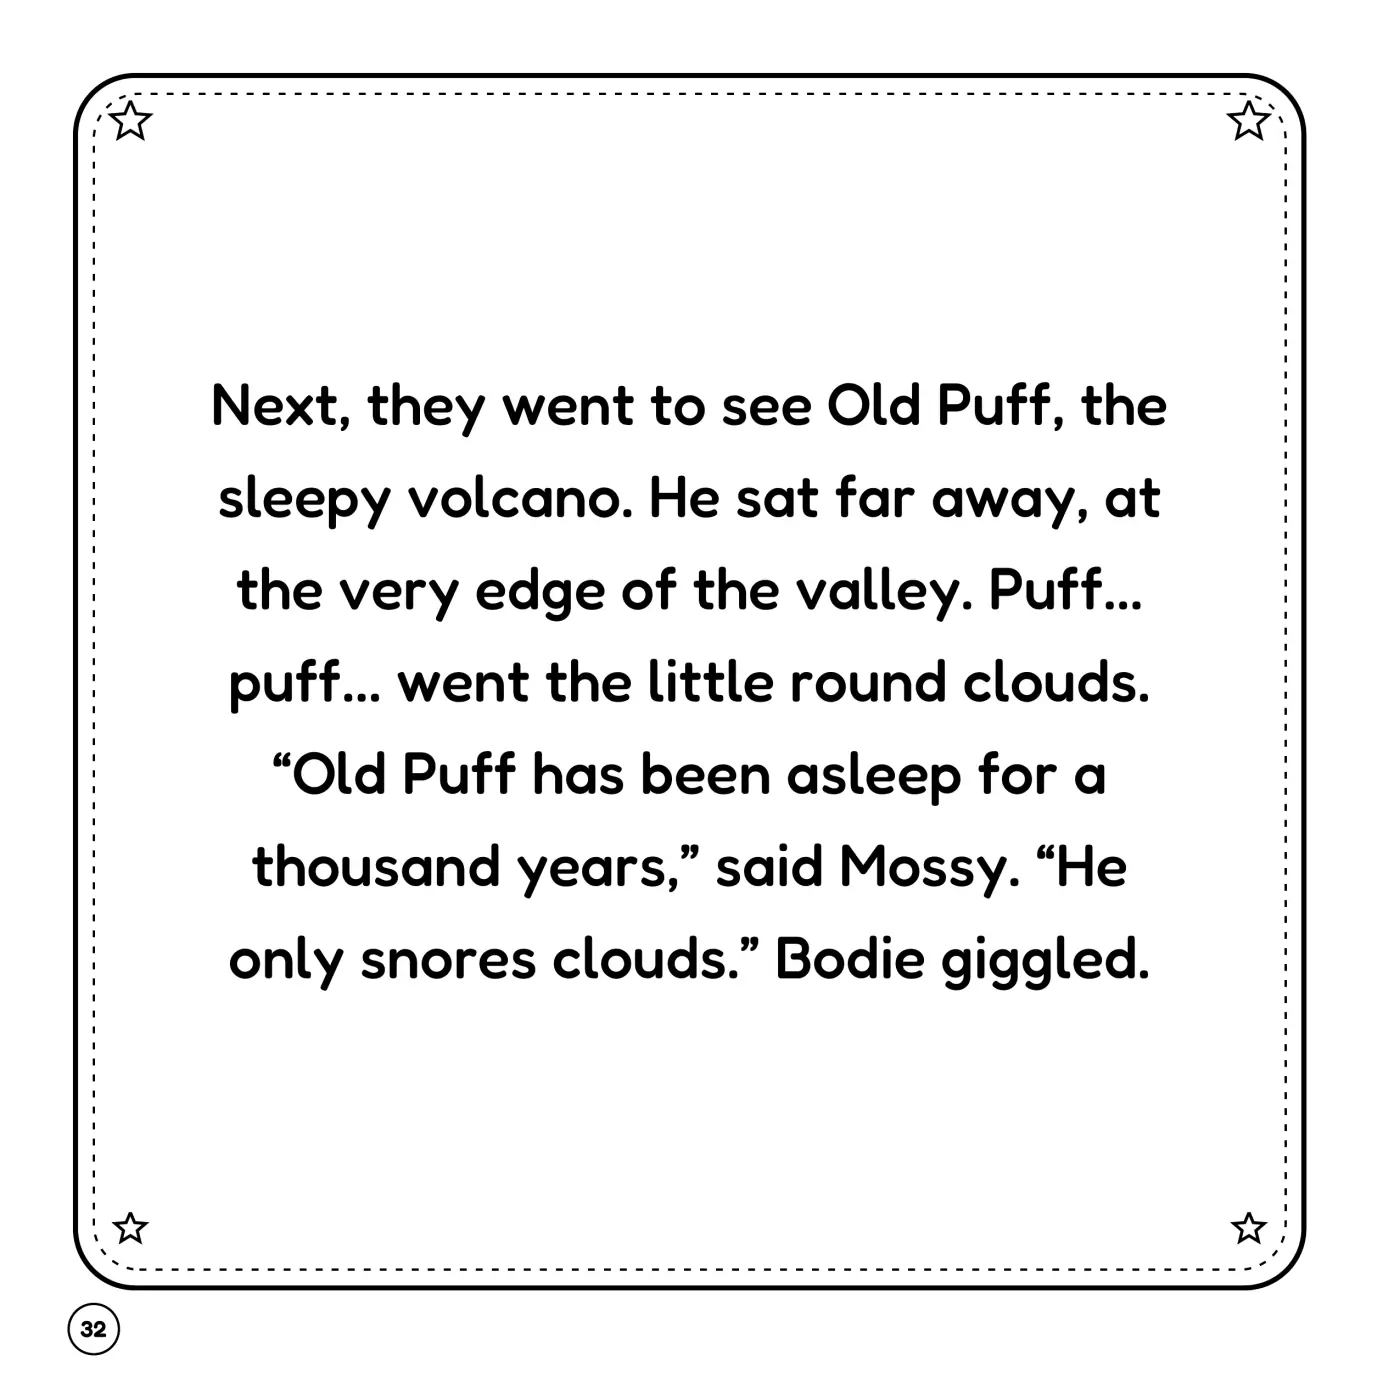 Next, they went to see Old Puff, the
sleepy volcano. He sat far away, at
the very edge of the valley. Puff...
puff... went the little round clouds.
“Old Puff has been asleep for a
thousand years,” said Mossy. “He
only snores clouds.” Bodie giggled.
32